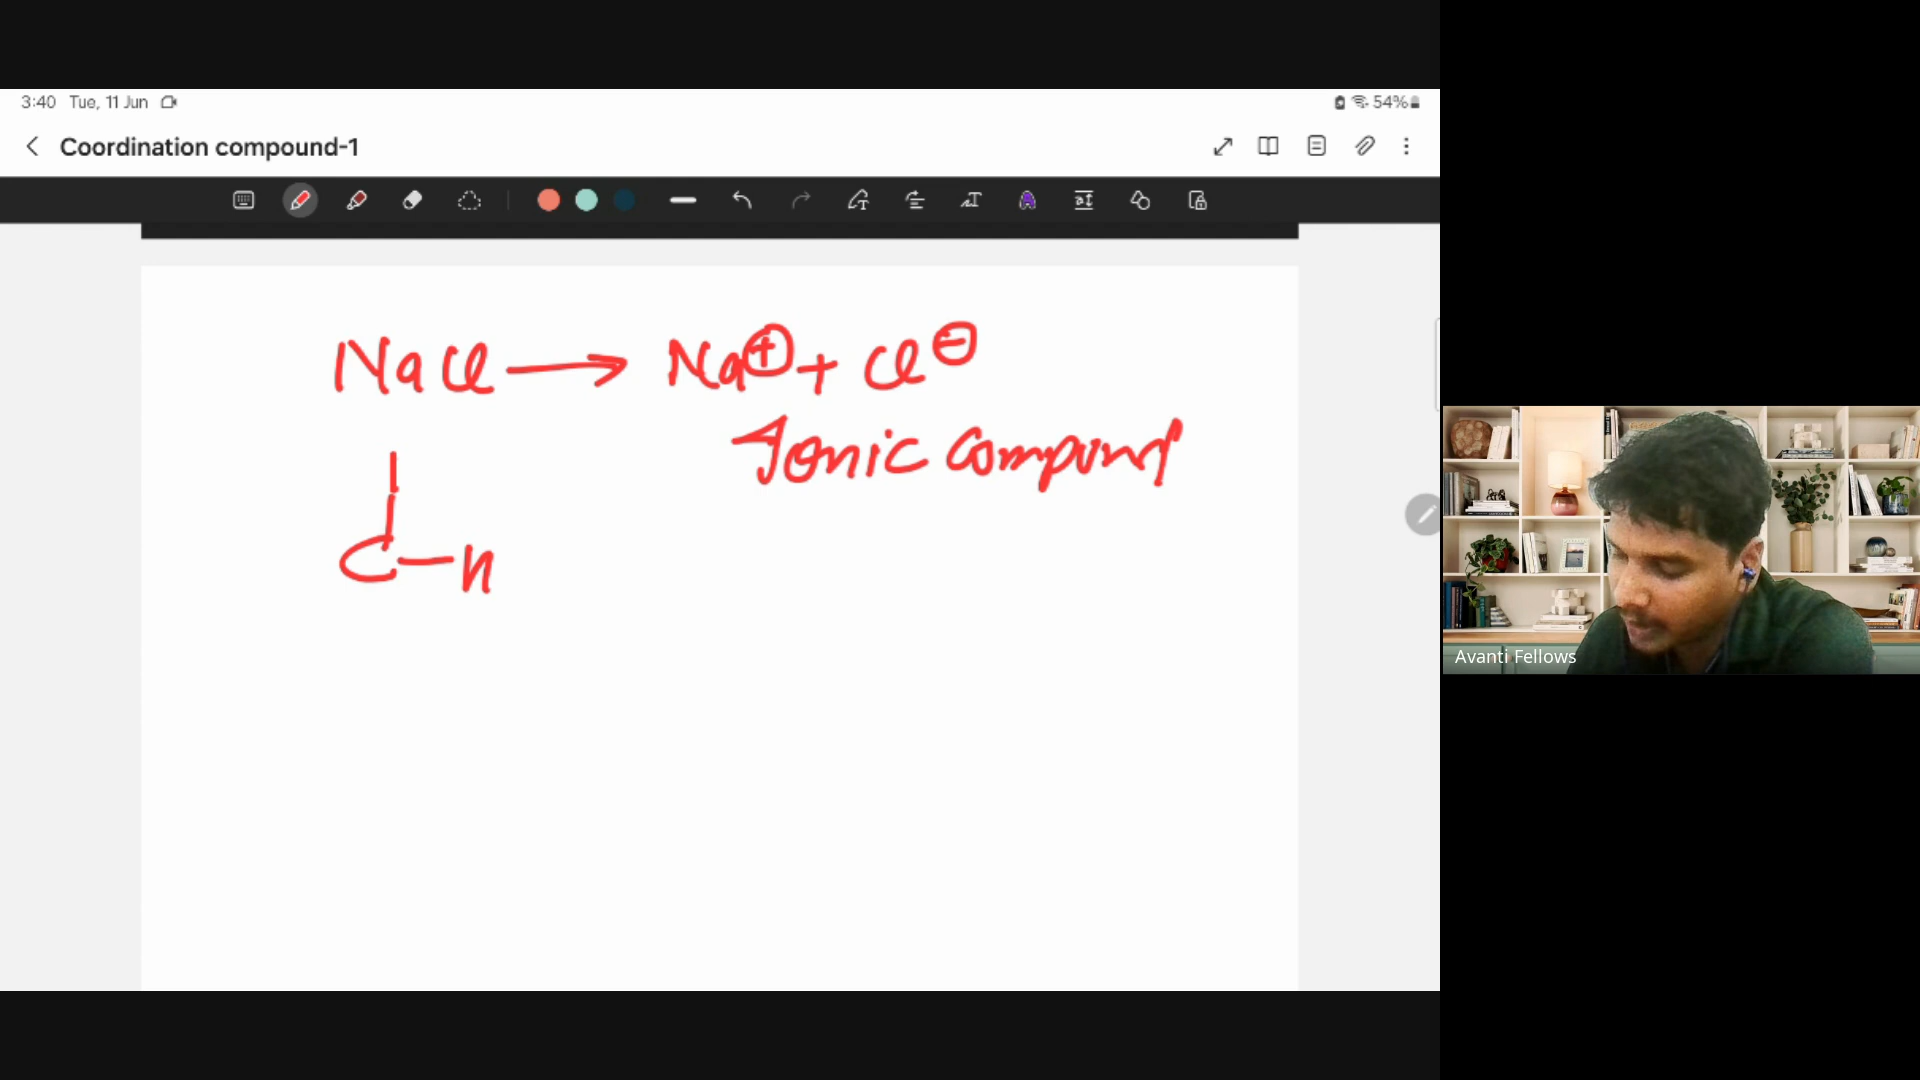 3:40 Tue, 11 Jun
54%
Coordination compound-1
NaCl → Na⊕ + Cl⊖
Ionic Compound
C-H
Avanti Fellows